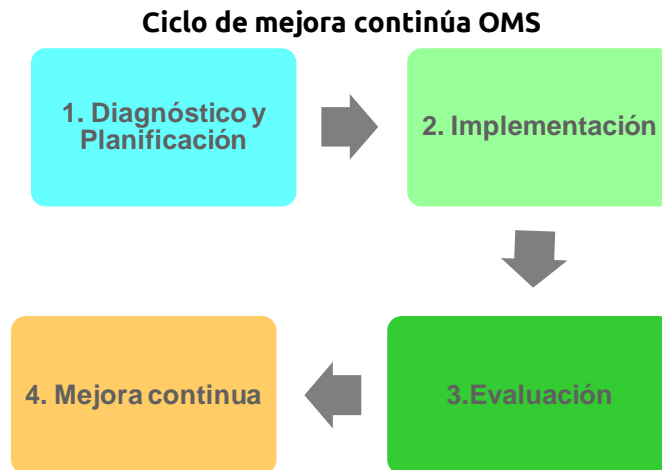 Ciclo de mejora continúa OMS
1. Diagnóstico y
Planificación
2. Implementación
4. Mejora continua
3.Evaluación